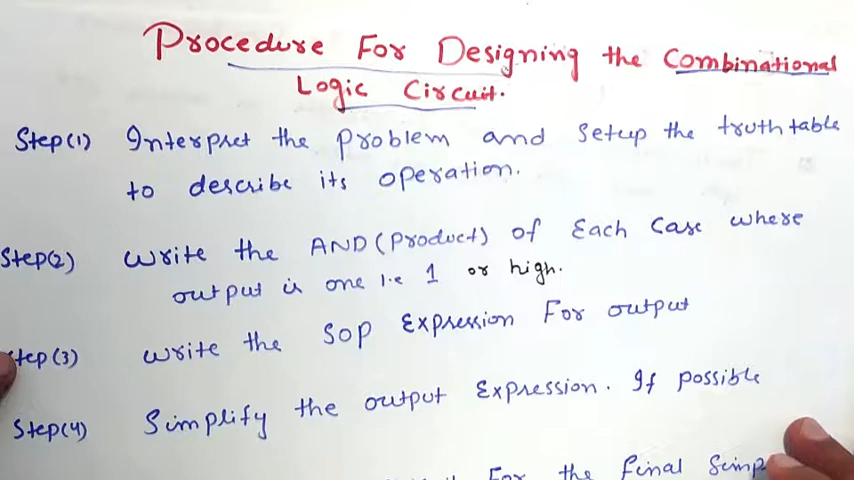 Procedure For Designing the Combinational
Logic Circuit.
Step(1) Interpret the problem and setup the truth table
to describe its operation.
Step(2) write the AND(product) of Each Case where
output is one i.e 1 or high.
Step(3) write the SOP Expression For output
Step(4) Simplify the output Expression. If possible
For the final